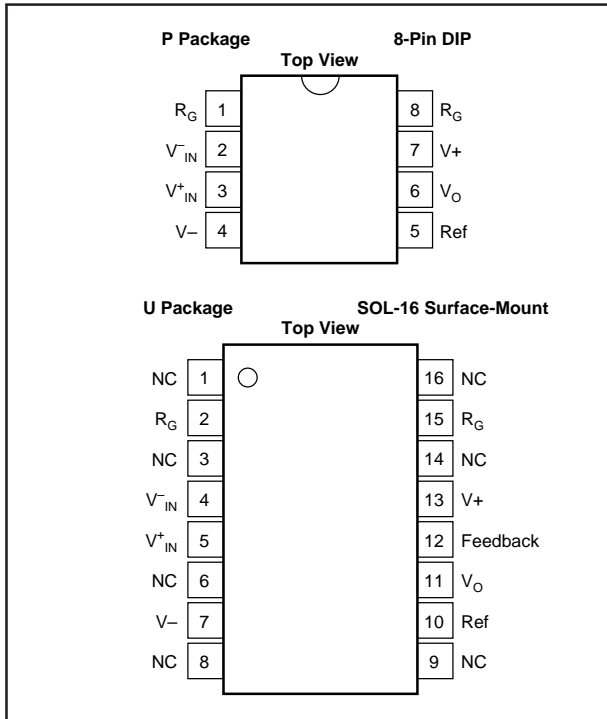 P Package 8-Pin DIP
Top View
R_G 1 8 R_G
V⁻_IN 2 7 V+
V⁺_IN 3 6 V_O
V– 4 5 Ref
U Package SOL-16 Surface-Mount
Top View
NC 1 16 NC
R_G 2 15 R_G
NC 3 14 NC
V⁻_IN 4 13 V+
V⁺_IN 5 12 Feedback
NC 6 11 V_O
V– 7 10 Ref
NC 8 9 NC